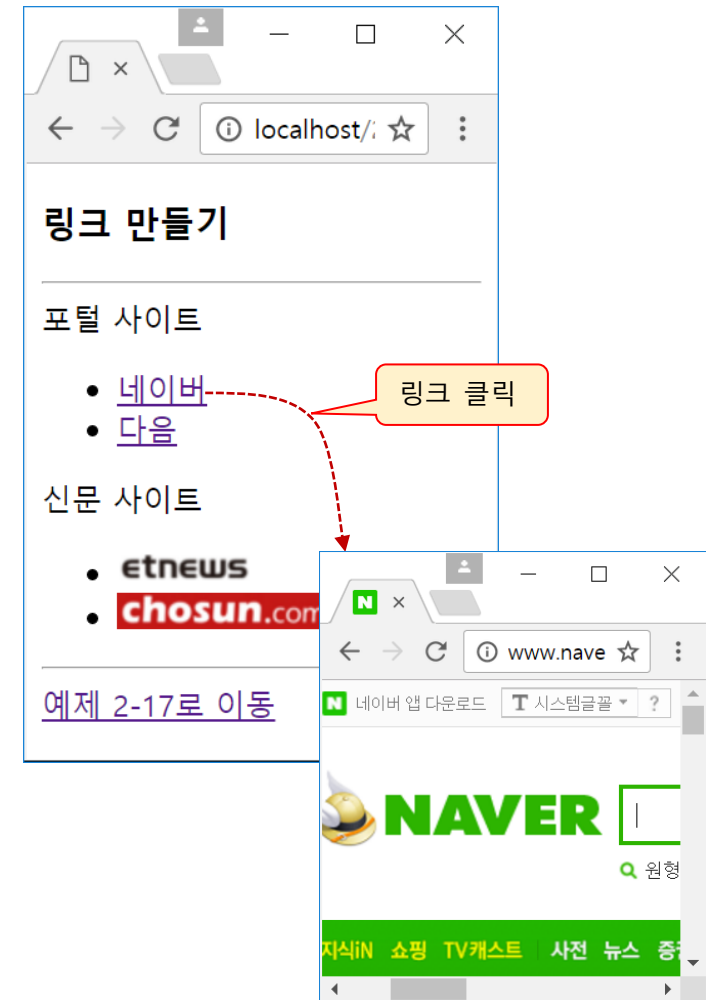 localhost/
링크 만들기
포털 사이트
네이버
링크 클릭
다음
신문 사이트
etnews
chosun.com
예제 2-17로 이동
N
www.nave
N 네이버 앱 다운로드 T 시스템글꼴 ?
NAVER
원형
지식iN 쇼핑 TV캐스트 사전 뉴스